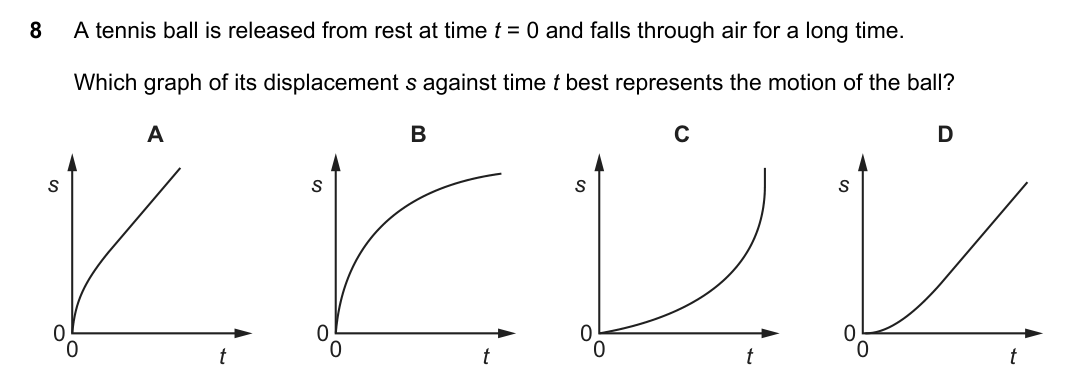 8 A tennis ball is released from rest at time t = 0 and falls through air for a long time.
Which graph of its displacement s against time t best represents the motion of the ball?
A B C D
s s s s
0 0 0 0
0 0 0 0
t t t t